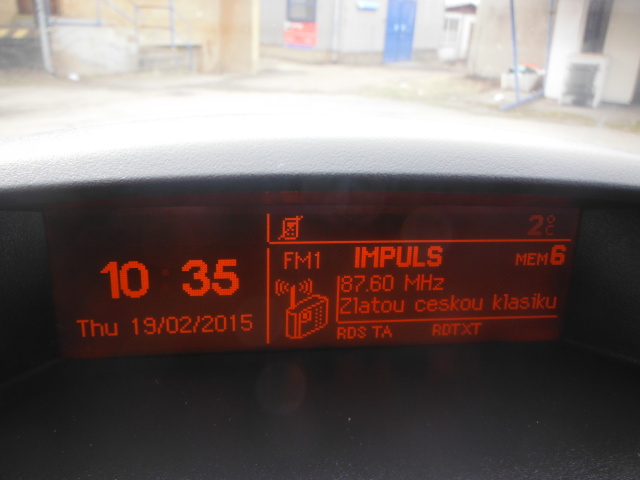 10 35
Thu 19/02/2015
2°C
FM1 IMPULS MEM6
87.60 MHz
Zlatou ceskou klasiku
RDS TA RDTXT